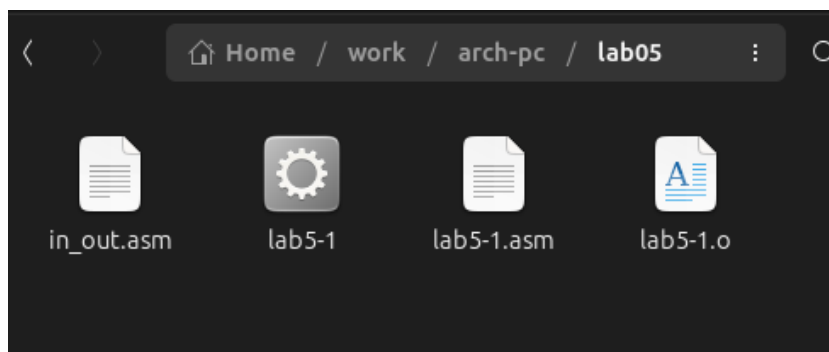 Home / work / arch-pc / lab05
in_out.asm lab5-1 lab5-1.asm lab5-1.o